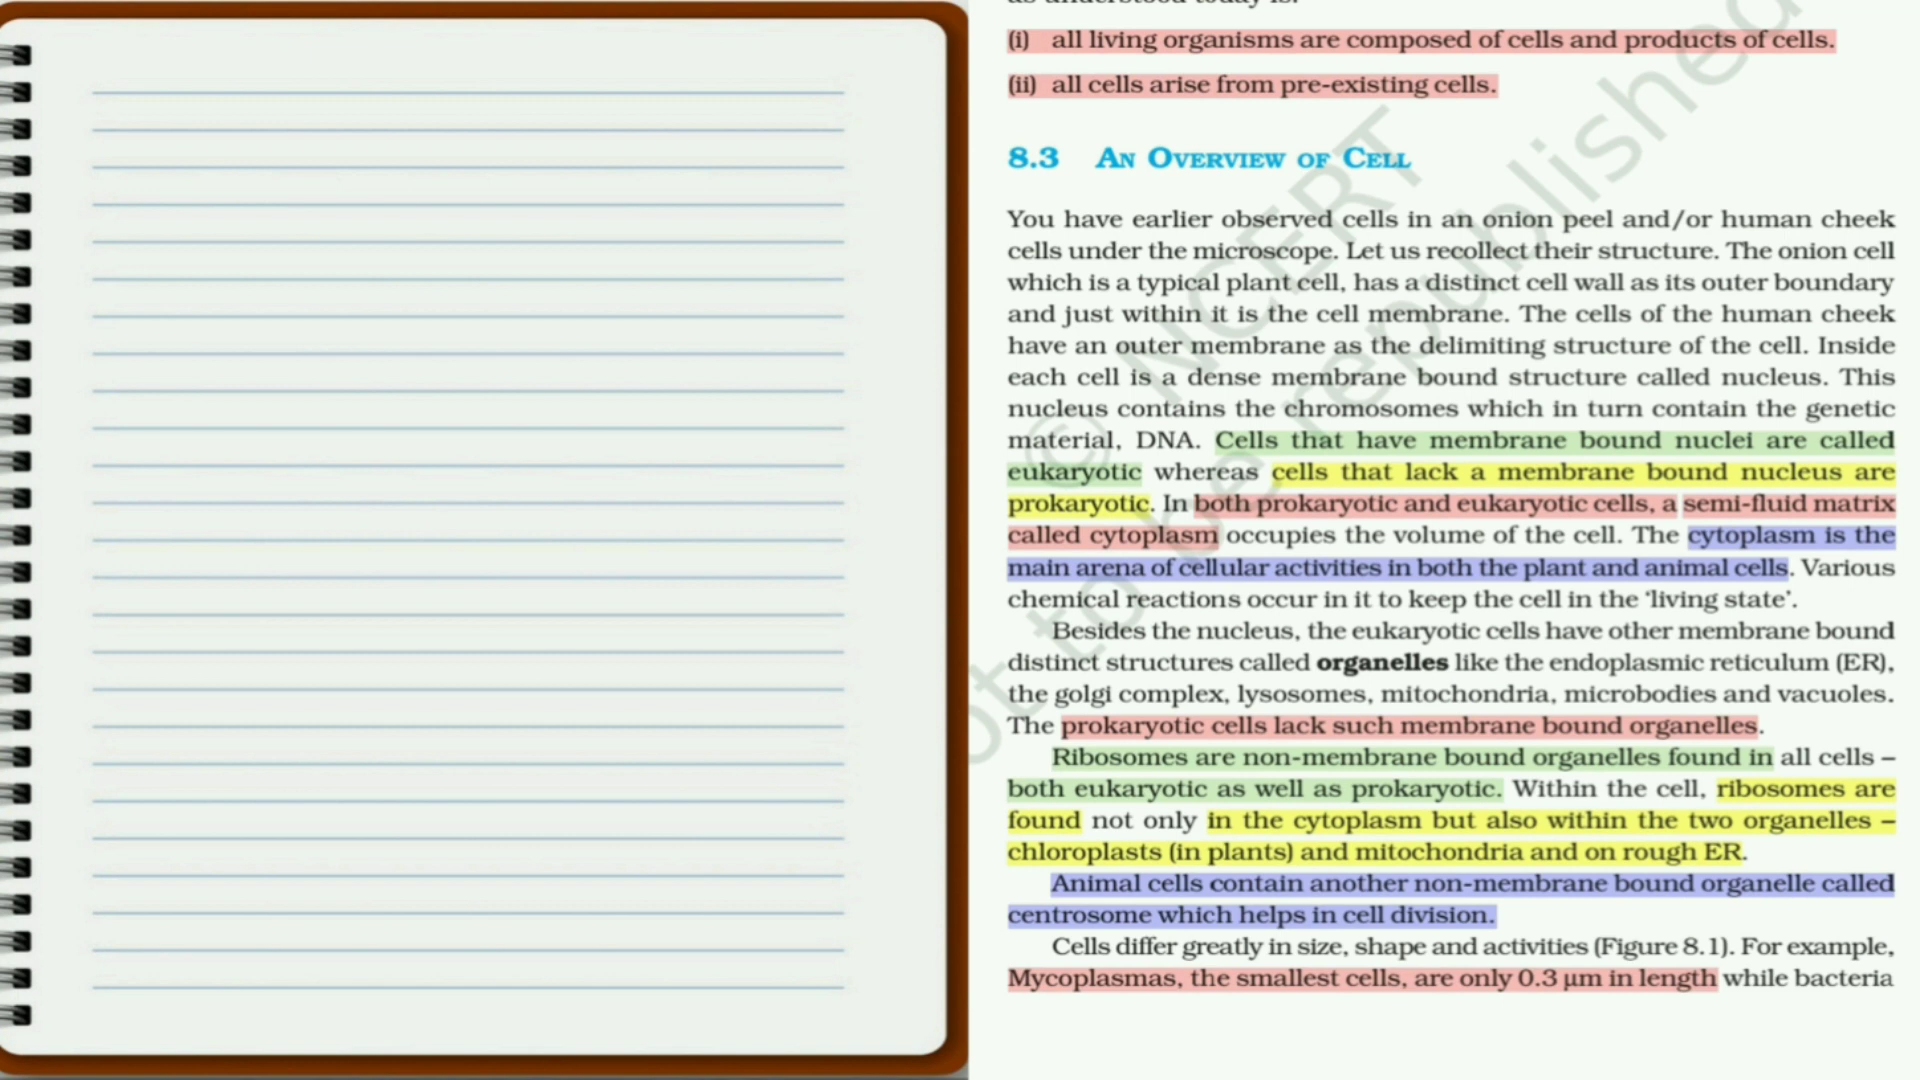 as understood today is:
(i) all living organisms are composed of cells and products of cells.
(ii) all cells arise from pre-existing cells.
8.3 AN OVERVIEW OF CELL
You have earlier observed cells in an onion peel and/or human cheek
cells under the microscope. Let us recollect their structure. The onion cell
which is a typical plant cell, has a distinct cell wall as its outer boundary
and just within it is the cell membrane. The cells of the human cheek
have an outer membrane as the delimiting structure of the cell. Inside
each cell is a dense membrane bound structure called nucleus. This
nucleus contains the chromosomes which in turn contain the genetic
material, DNA. Cells that have membrane bound nuclei are called
eukaryotic whereas cells that lack a membrane bound nucleus are
prokaryotic. In both prokaryotic and eukaryotic cells, a semi-fluid matrix
called cytoplasm occupies the volume of the cell. The cytoplasm is the
main arena of cellular activities in both the plant and animal cells. Various
chemical reactions occur in it to keep the cell in the ‘living state’.
Besides the nucleus, the eukaryotic cells have other membrane bound
distinct structures called organelles like the endoplasmic reticulum (ER),
the golgi complex, lysosomes, mitochondria, microbodies and vacuoles.
The prokaryotic cells lack such membrane bound organelles.
Ribosomes are non-membrane bound organelles found in all cells –
both eukaryotic as well as prokaryotic. Within the cell, ribosomes are
found not only in the cytoplasm but also within the two organelles –
chloroplasts (in plants) and mitochondria and on rough ER.
Animal cells contain another non-membrane bound organelle called
centrosome which helps in cell division.
Cells differ greatly in size, shape and activities (Figure 8.1). For example,
Mycoplasmas, the smallest cells, are only 0.3 µm in length while bacteria
© NCERT
to be republished